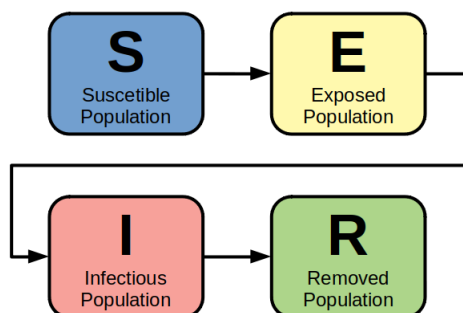 S
Suscetible
Population
E
Exposed
Population
I
Infectious
Population
R
Removed
Population